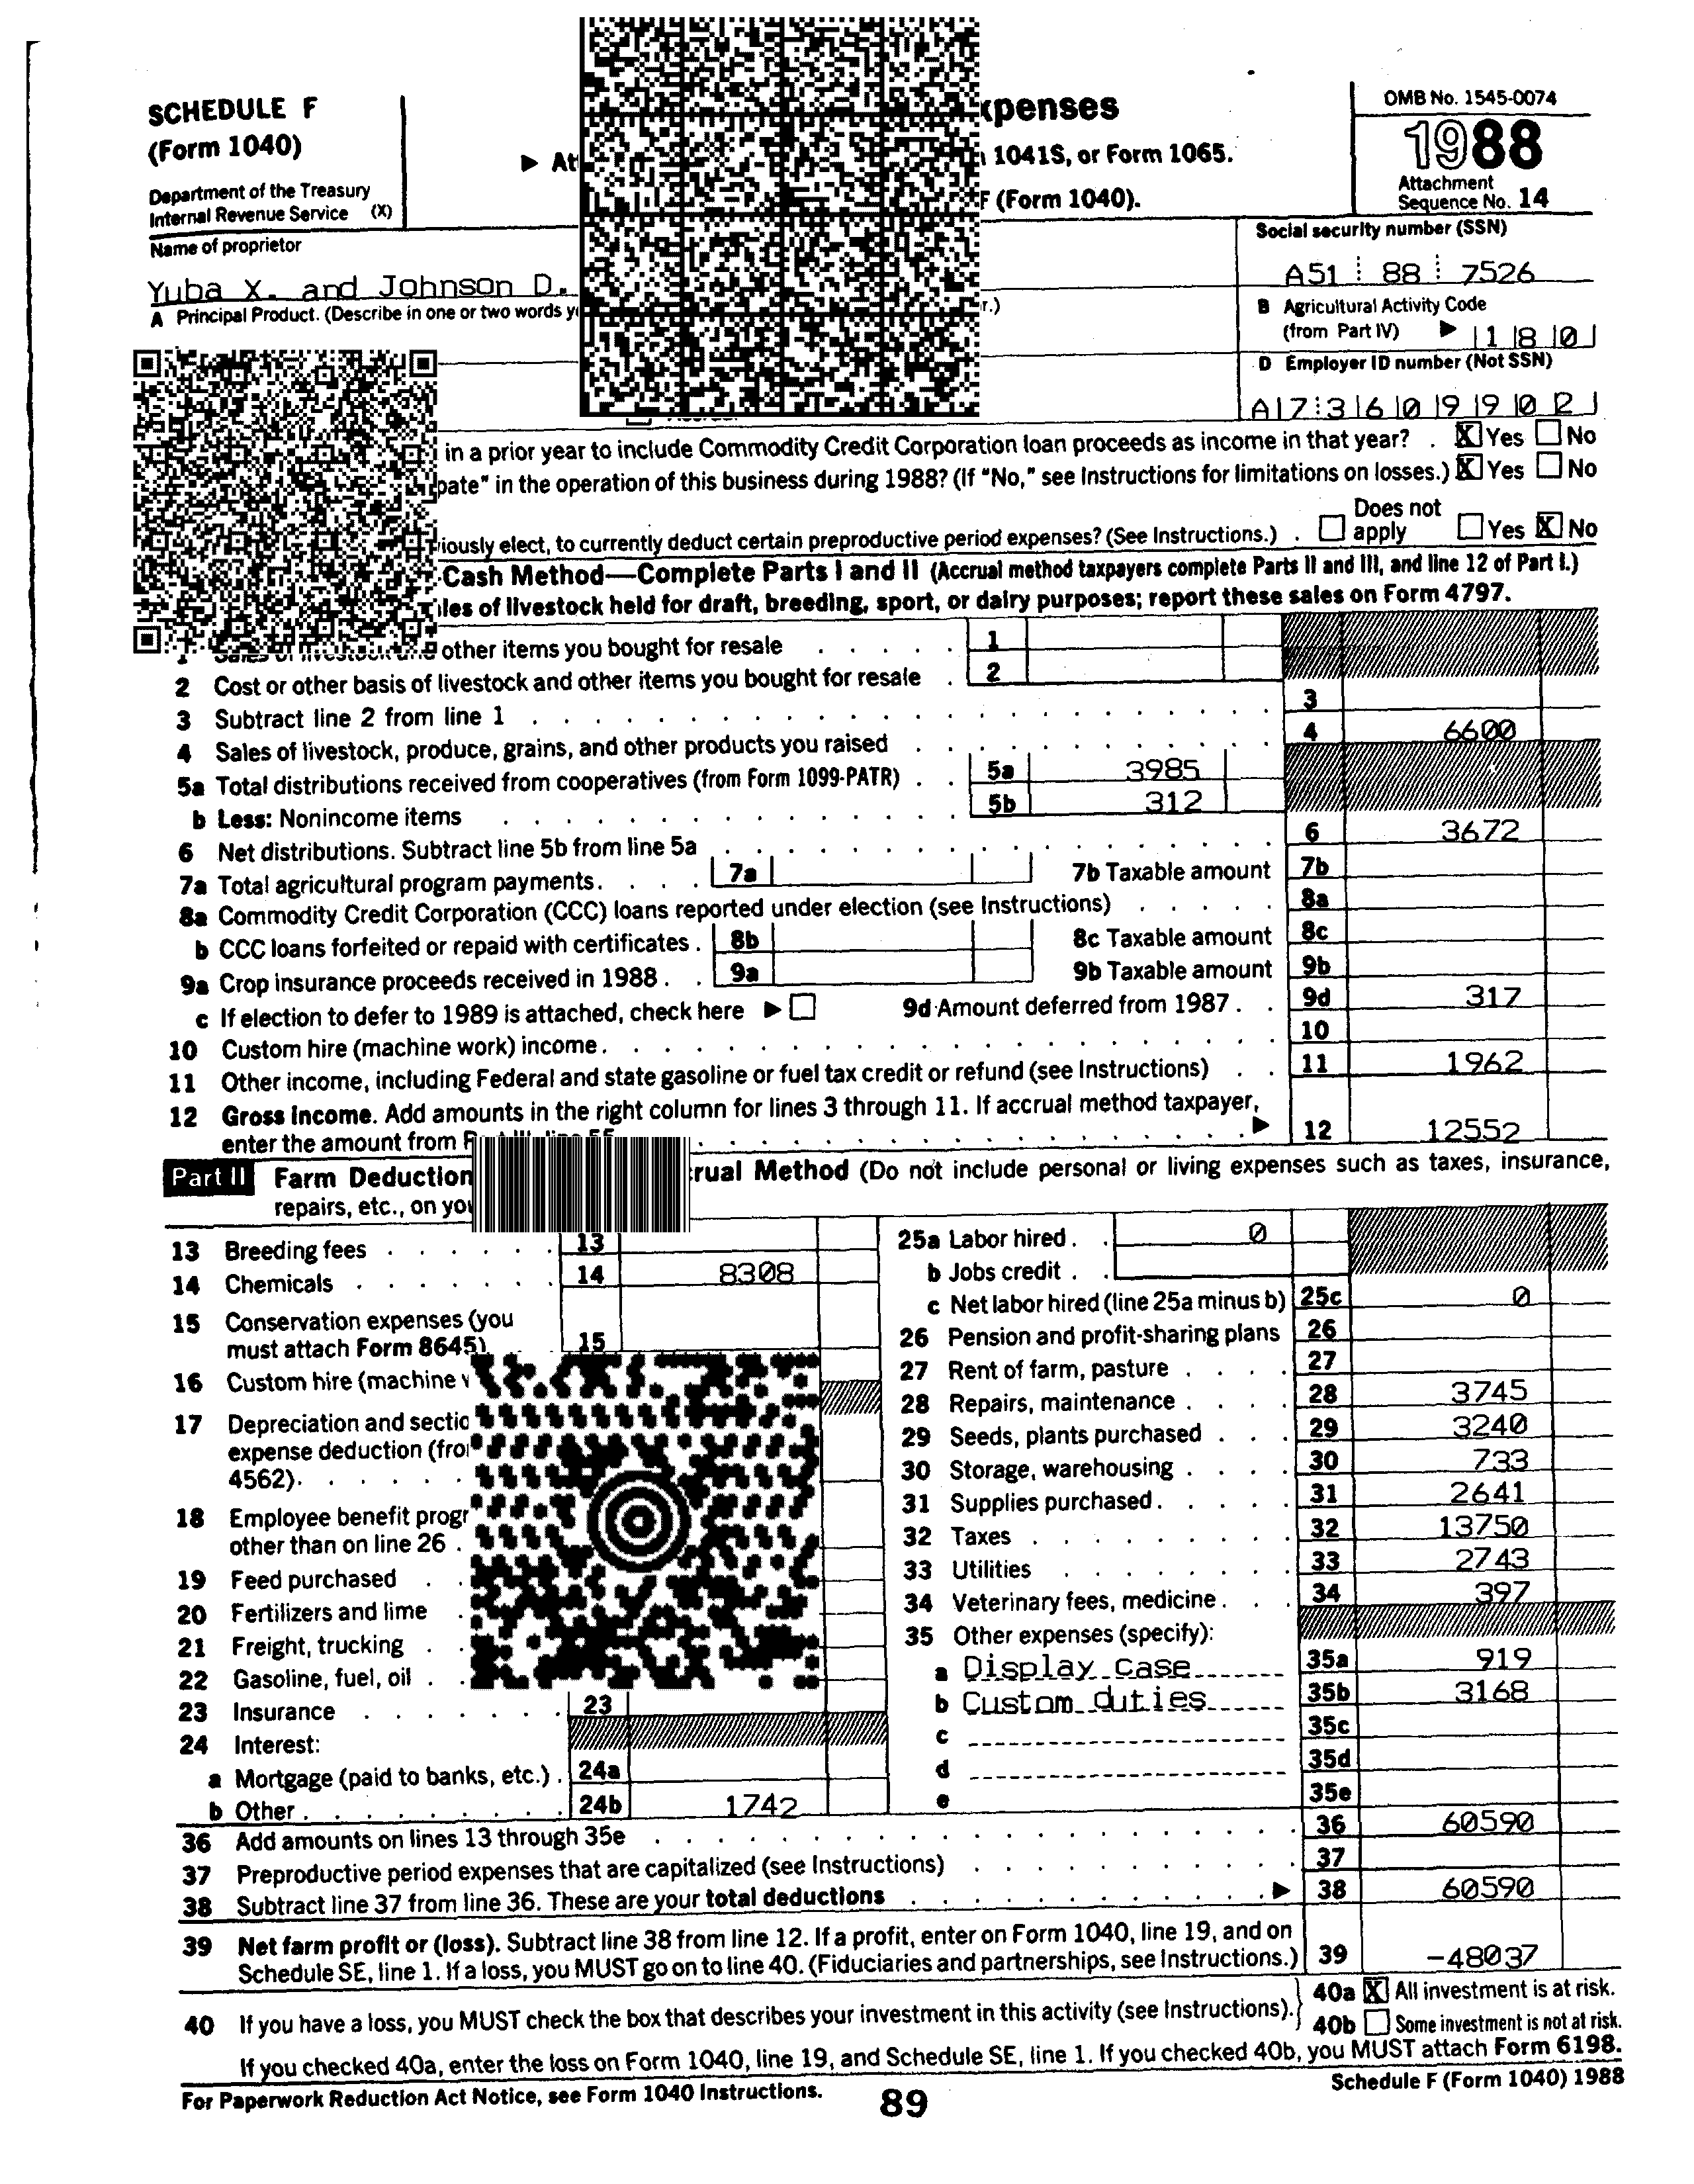 SCHEDULE F
(Form 1040)
Department of the Treasury
Internal Revenue Service (X)
1041S, or Form 1065.
F (Form 1040).
OMB No. 1545-0074
1988
Attachment
Sequence No. 14
Name of proprietor
Yuba X. and Johnson D.
Social security number (SSN)
A51 88 7526
A Principal Product. (Describe in one or two words
B Agricultural Activity Code
(from Part IV) ▶ 1 8 0
D Employer ID number (Not SSN)
A 7 3 6 0 9 9 0 2
in a prior year to include Commodity Credit Corporation loan proceeds as income in that year? . X Yes No
in the operation of this business during 1988? (If "No," see Instructions for limitations on losses.) X Yes No
elect, to currently deduct certain preproductive period expenses? (See Instructions.) . Does not apply Yes X No
Cash Method—Complete Parts I and II (Accrual method taxpayers complete Parts II and III, and line 12 of Part I.)
of livestock held for draft, breeding, sport, or dairy purposes; report these sales on Form 4797.
other items you bought for resale . . . . . 1
2 Cost or other basis of livestock and other items you bought for resale . 2
3 Subtract line 2 from line 1 . . . 3
4 Sales of livestock, produce, grains, and other products you raised . . . 4 6600
5a Total distributions received from cooperatives (from Form 1099-PATR) . . 5a 3985
b Less: Nonincome items . . . 5b 312
6 Net distributions. Subtract line 5b from line 5a . . . 6 3672
7a Total agricultural program payments. . . . 7a 7b Taxable amount 7b
8a Commodity Credit Corporation (CCC) loans reported under election (see Instructions) . . . . . 8a
b CCC loans forfeited or repaid with certificates . 8b 8c Taxable amount 8c
9a Crop insurance proceeds received in 1988 . . 9a 9b Taxable amount 9b
c If election to defer to 1989 is attached, check here ▶ 9d Amount deferred from 1987 . . 9d 317
10 Custom hire (machine work) income. . . . 10
11 Other income, including Federal and state gasoline or fuel tax credit or refund (see Instructions) . . 11 1962
12 Gross Income. Add amounts in the right column for lines 3 through 11. If accrual method taxpayer,
enter the amount from . . . ▶ 12 12552
Part II Farm Deduction Method (Do not include personal or living expenses such as taxes, insurance,
repairs, etc., on
13 Breeding fees . . . . . . 13
14 Chemicals . . . . . . 14 8308
15 Conservation expenses (you
must attach Form 8645) 15
16 Custom hire (machine
17 Depreciation and
expense deduction
4562). . . . . .
18 Employee benefit
other than on line 26 .
19 Feed purchased . .
20 Fertilizers and lime .
21 Freight, trucking .
22 Gasoline, fuel, oil . .
23 Insurance . . . . . . . 23
24 Interest:
a Mortgage (paid to banks, etc.) . 24a
b Other . . . . . . . . . 24b 1742
25a Labor hired . . 0
b Jobs credit . .
c Net labor hired (line 25a minus b) 25c 0
26 Pension and profit-sharing plans 26
27 Rent of farm, pasture . . . . 27
28 Repairs, maintenance . . . . 28 3745
29 Seeds, plants purchased . . . 29 3240
30 Storage, warehousing . . . . 30 733
31 Supplies purchased . . . . . 31 2641
32 Taxes . . . . . . . . . 32 13750
33 Utilities . . . . . . . . 33 2743
34 Veterinary fees, medicine . . . 34 397
35 Other expenses (specify):
a Display case 35a 919
b Custom duties 35b 3168
c 35c
d 35d
e 35e
36 Add amounts on lines 13 through 35e . . . 36 60590
37 Preproductive period expenses that are capitalized (see Instructions) . . . 37
38 Subtract line 37 from line 36. These are your total deductions . . . ▶ 38 60590
39 Net farm profit or (loss). Subtract line 38 from line 12. If a profit, enter on Form 1040, line 19, and on
Schedule SE, line 1. If a loss, you MUST go on to line 40. (Fiduciaries and partnerships, see Instructions.) 39 -48037
40 If you have a loss, you MUST check the box that describes your investment in this activity (see Instructions). 40a X All investment is at risk.
40b Some investment is not at risk.
If you checked 40a, enter the loss on Form 1040, line 19, and Schedule SE, line 1. If you checked 40b, you MUST attach Form 6198.
For Paperwork Reduction Act Notice, see Form 1040 Instructions.
89
Schedule F (Form 1040) 1988